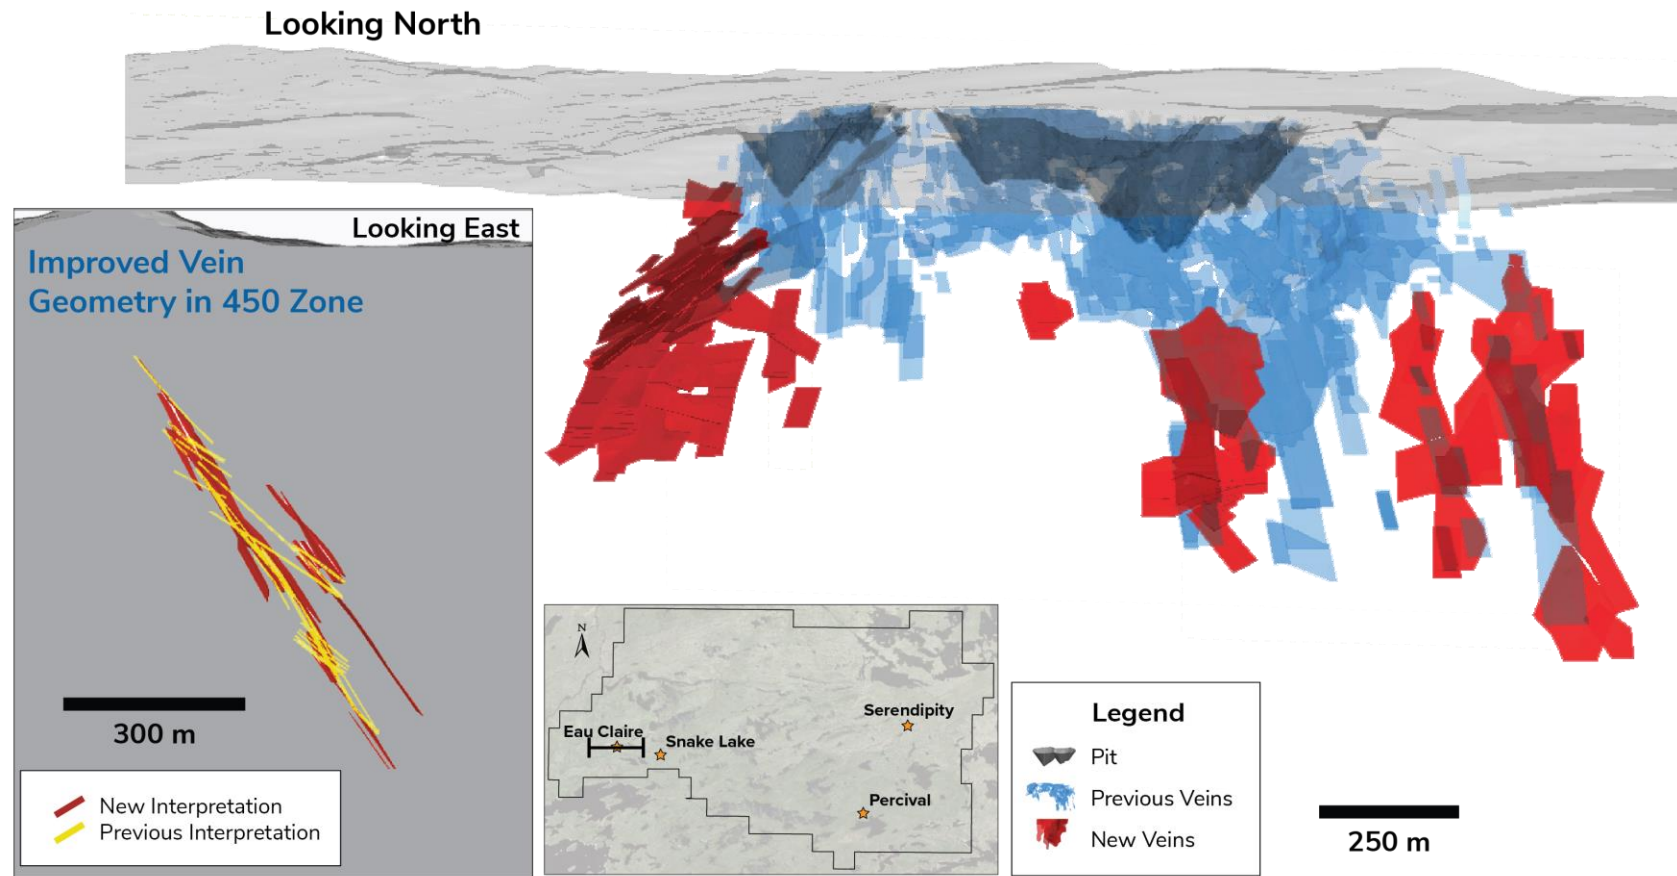 Looking North
Looking East
Improved Vein
Geometry in 450 Zone
300 m
New Interpretation
Previous Interpretation
N
Eau Claire
Snake Lake
Serendipity
Percival
Legend
Pit
Previous Veins
New Veins
250 m